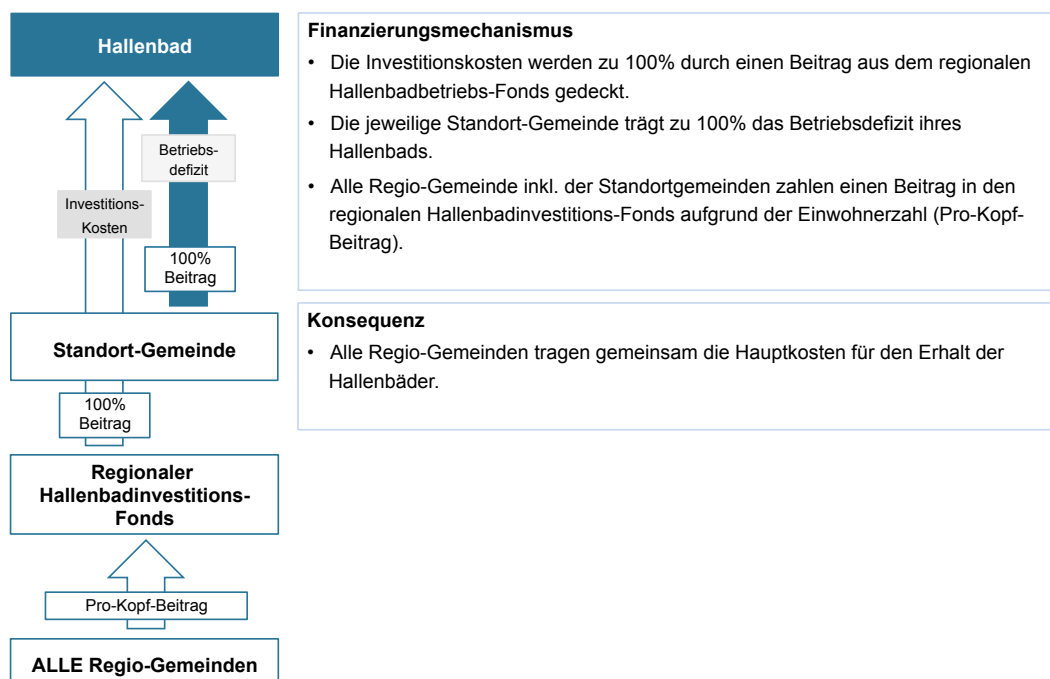 Hallenbad
Betriebs-
defizit
Investitions-
Kosten
100%
Beitrag
Standort-Gemeinde
100%
Beitrag
Regionaler
Hallenbadinvestitions-
Fonds
Pro-Kopf-Beitrag
ALLE Regio-Gemeinden
Finanzierungsmechanismus
• Die Investitionskosten werden zu 100% durch einen Beitrag aus dem regionalen
Hallenbadbetriebs-Fonds gedeckt.
• Die jeweilige Standort-Gemeinde trägt zu 100% das Betriebsdefizit ihres
Hallenbads.
• Alle Regio-Gemeinde inkl. der Standortgemeinden zahlen einen Beitrag in den
regionalen Hallenbadinvestitions-Fonds aufgrund der Einwohnerzahl (Pro-Kopf-
Beitrag).
Konsequenz
• Alle Regio-Gemeinden tragen gemeinsam die Hauptkosten für den Erhalt der
Hallenbäder.